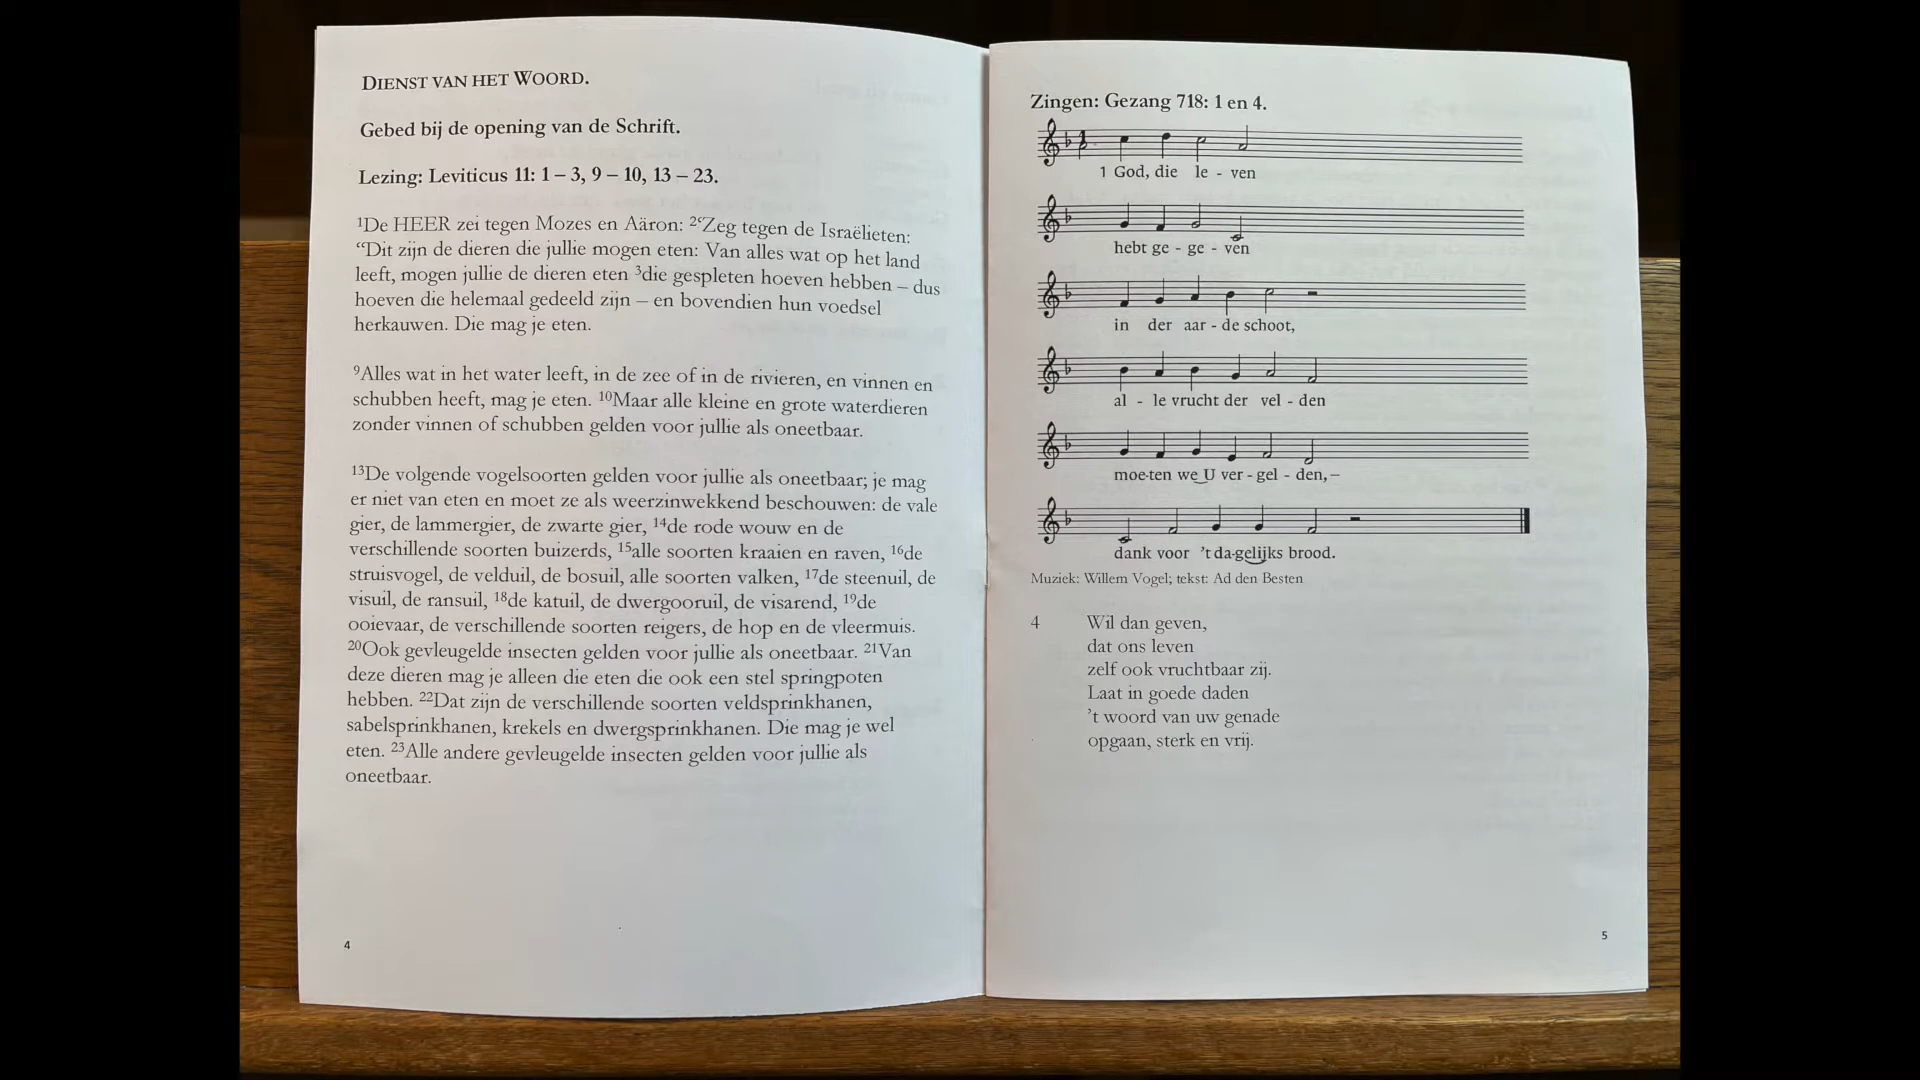 DIENST VAN HET WOORD.
Gebed bij de opening van de Schrift.
Lezing: Leviticus 11: 1 – 3, 9 – 10, 13 – 23.
¹De HEER zei tegen Mozes en Aäron: ²‘Zeg tegen de Israëlieten:
“Dit zijn de dieren die jullie mogen eten: Van alles wat op het land
leeft, mogen jullie de dieren eten ³die gespleten hoeven hebben – dus
hoeven die helemaal gedeeld zijn – en bovendien hun voedsel
herkauwen. Die mag je eten.
⁹Alles wat in het water leeft, in de zee of in de rivieren, en vinnen en
schubben heeft, mag je eten. ¹⁰Maar alle kleine en grote waterdieren
zonder vinnen of schubben gelden voor jullie als oneetbaar.
¹³De volgende vogelsoorten gelden voor jullie als oneetbaar; je mag
er niet van eten en moet ze als weerzinwekkend beschouwen: de vale
gier, de lammergier, de zwarte gier, ¹⁴de rode wouw en de
verschillende soorten buizerds, ¹⁵alle soorten kraaien en raven, ¹⁶de
struisvogel, de velduil, de bosuil, alle soorten valken, ¹⁷de steenuil, de
visuil, de ransuil, ¹⁸de katuil, de dwergooruil, de visarend, ¹⁹de
ooievaar, de verschillende soorten reigers, de hop en de vleermuis.
²⁰Ook gevleugelde insecten gelden voor jullie als oneetbaar. ²¹Van
deze dieren mag je alleen die eten die ook een stel springpoten
hebben. ²²Dat zijn de verschillende soorten veldsprinkhanen,
sabelsprinkhanen, krekels en dwergsprinkhanen. Die mag je wel
eten. ²³Alle andere gevleugelde insecten gelden voor jullie als
oneetbaar.
4
Zingen: Gezang 718: 1 en 4.
1 God, die le - ven
hebt ge - ge - ven
in der aar - de schoot,
al - le vrucht der vel - den
moe-ten we U ver - gel - den, –
dank voor ’t da-gelijks brood.
Muziek: Willem Vogel; tekst: Ad den Besten
4 Wil dan geven,
dat ons leven
zelf ook vruchtbaar zij.
Laat in goede daden
’t woord van uw genade
opgaan, sterk en vrij.
5